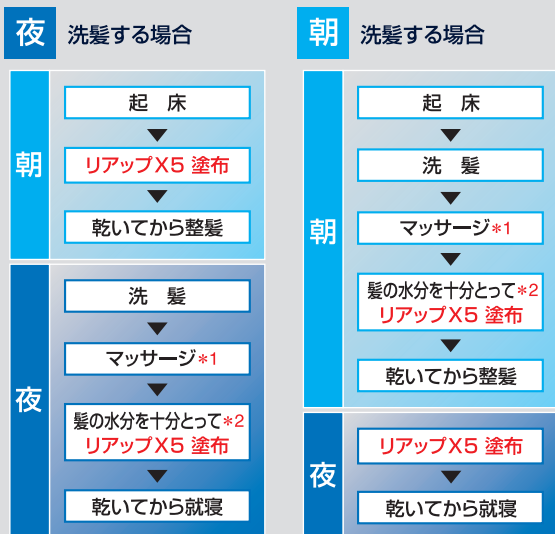 夜 洗髪する場合
朝
起 床
リアップX5 塗布
乾いてから整髪
夜
洗 髪
マッサージ*1
髪の水分を十分とって*2
リアップX5 塗布
乾いてから就寝
朝 洗髪する場合
朝
起 床
洗 髪
マッサージ*1
髪の水分を十分とって*2
リアップX5 塗布
乾いてから整髪
夜
リアップX5 塗布
乾いてから就寝